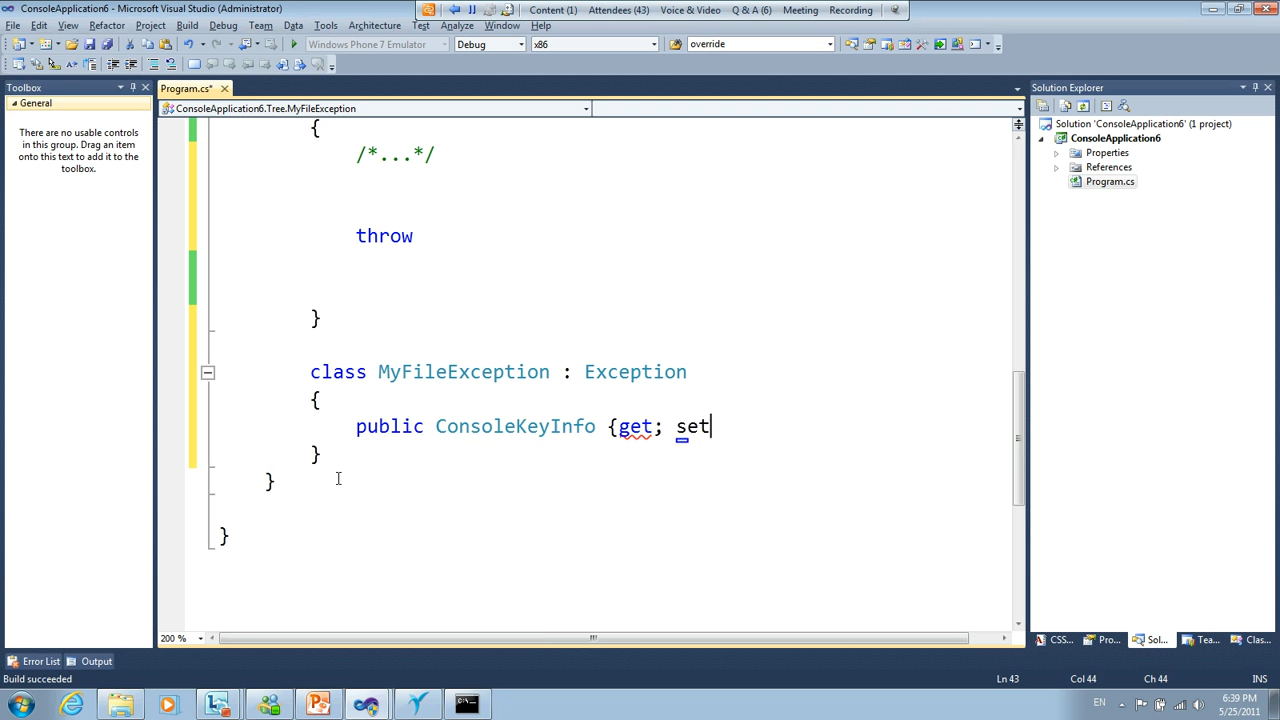 ConsoleApplication6 - Microsoft Visual Studio (Administrator)
Content (1) Attendees (43) Voice & Video Q & A (6) Meeting Recording
File Edit View Refactor Project Build Debug Team Data Tools Architecture Test Analyze Window Help
Windows Phone 7 Emulator Debug x86 override
Toolbox
General
There are no usable controls
in this group. Drag an item
onto this text to add it to the
toolbox.
Program.cs*
ConsoleApplication6.Tree.MyFileException
{
/*...*/
throw
}
class MyFileException : Exception
{
public ConsoleKeyInfo {get; set
}
}
}
200 %
Solution Explorer
Solution 'ConsoleApplication6' (1 project)
ConsoleApplication6
Properties
References
Program.cs
CSS... Pro... Sol... Tea... Clas...
Error List Output
Build succeeded
Ln 43 Col 44 Ch 44 INS
EN
6:39 PM
5/25/2011